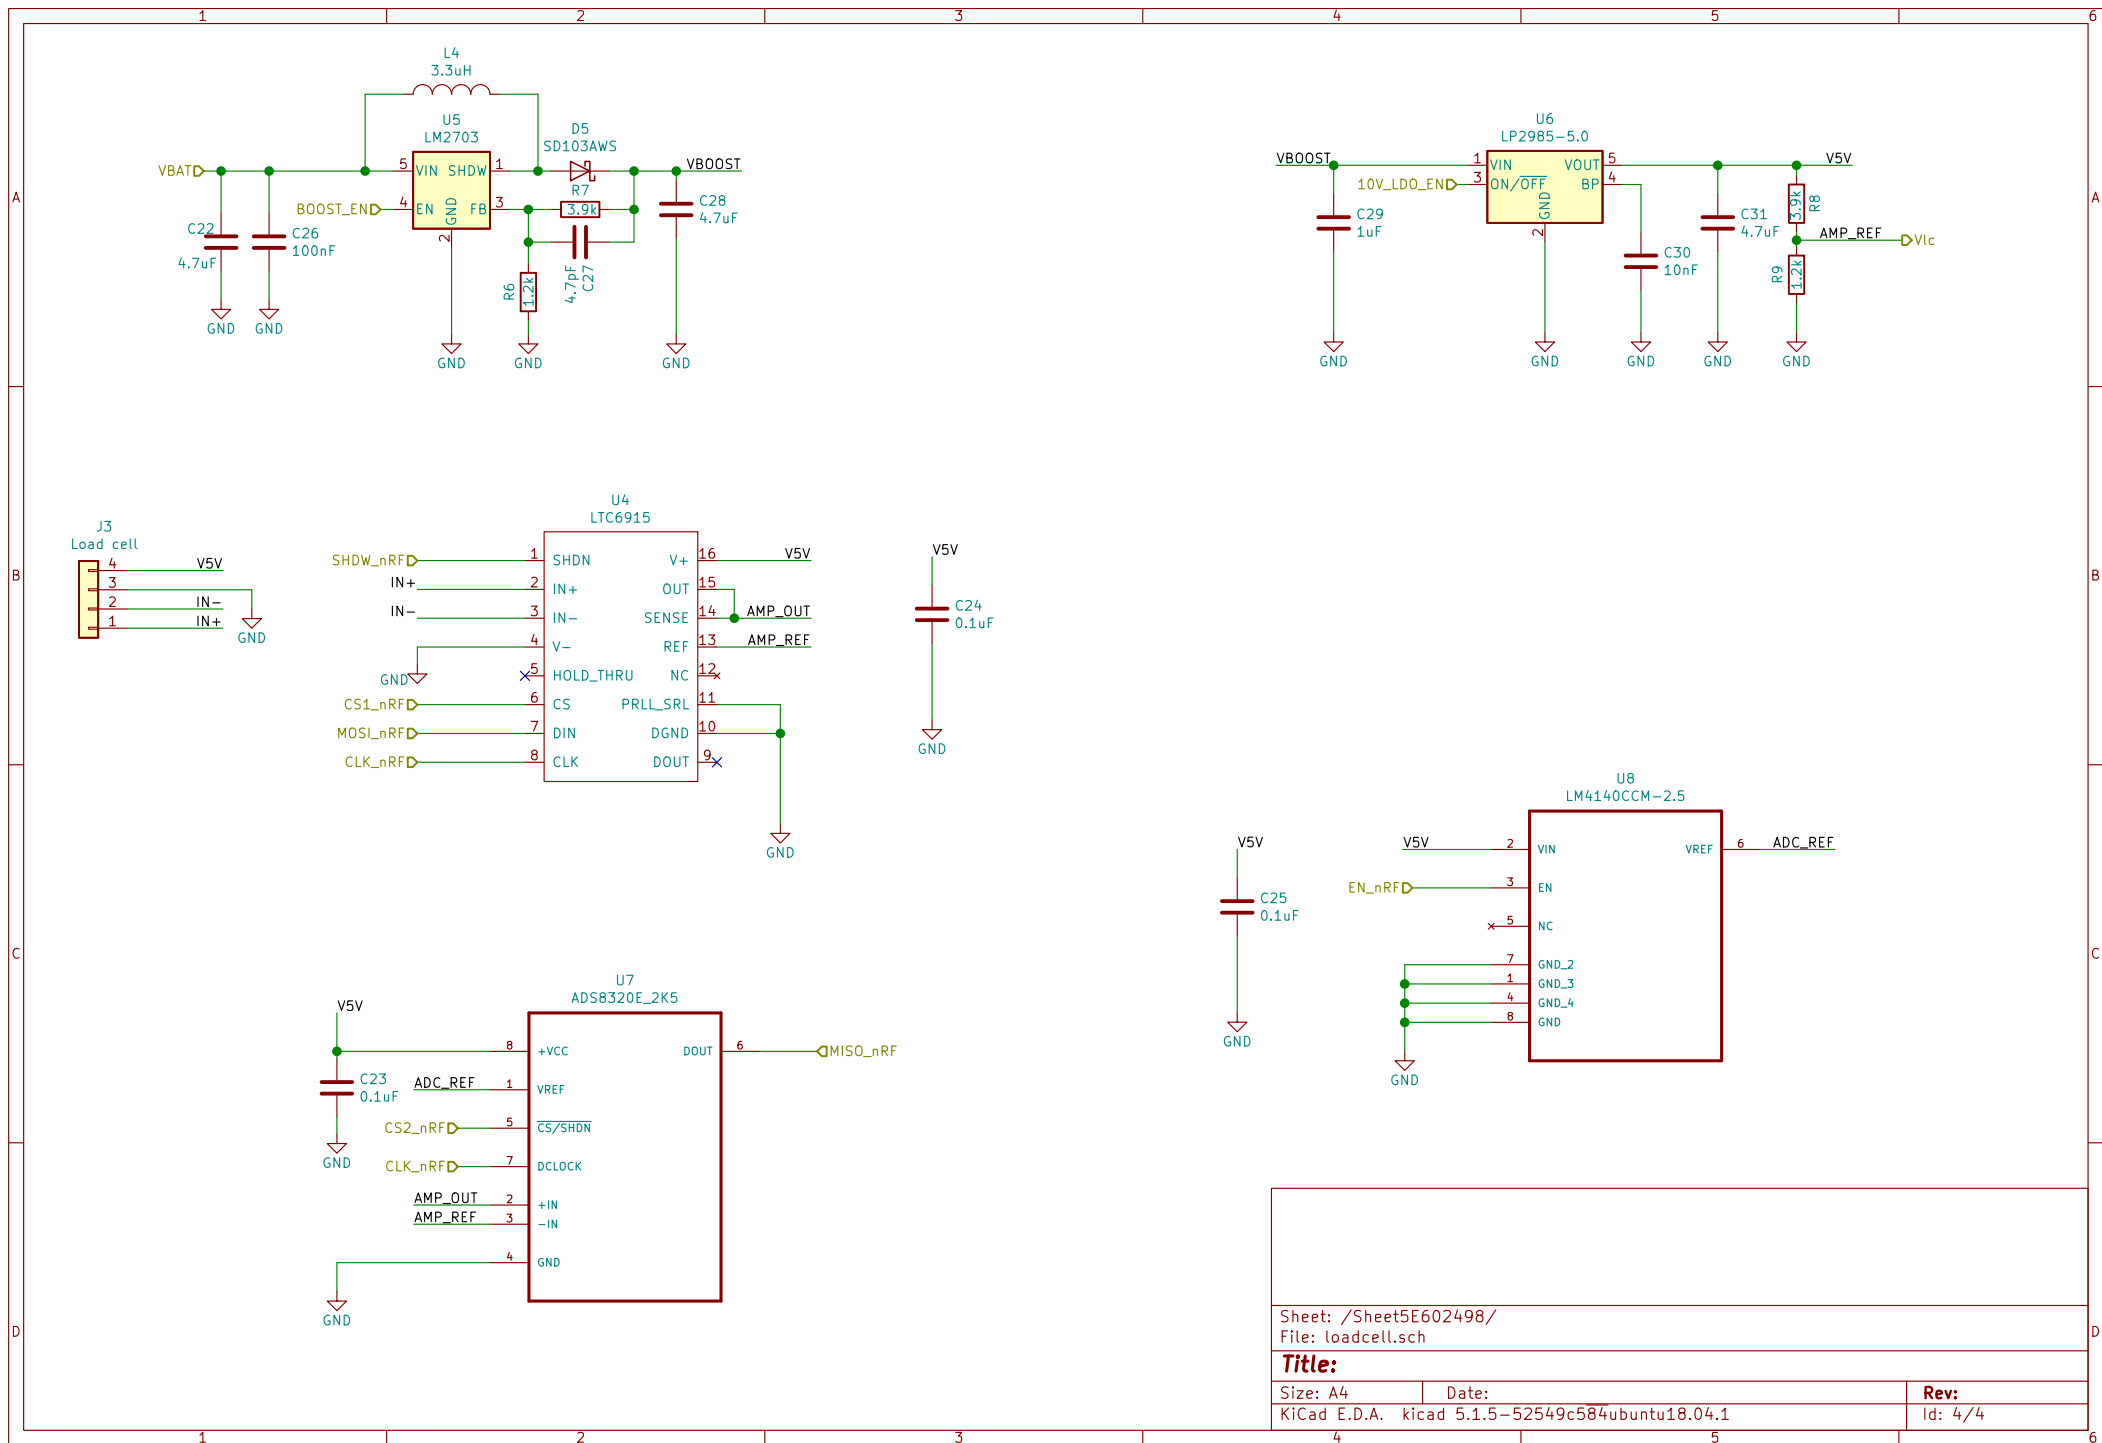 1 2 3 4 5 6
A
B
C
D
L4
3.3uH
U5
LM2703
D5
SD103AWS
VBAT
5 VIN SHDW 1
VBOOST
BOOST_EN
4 EN FB 3
GND
2
R7
3.9k
C22
4.7uF
C26
100nF
R6
1.2k
4.7pF
C27
C28
4.7uF
GND
GND
GND
GND
GND
U6
LP2985-5.0
VBOOST
1 VIN VOUT 5
V5V
10V_LDO_EN
3 ON/OFF BP 4
GND
2
C29
1uF
C30
10nF
C31
4.7uF
3.9k
R8
AMP_REF
Vlc
R9
1.2k
GND
GND
GND
GND
GND
J3
Load cell
4 V5V
3
2 IN-
1 IN+
GND
U4
LTC6915
SHDW_nRF 1 SHDN V+ 16 V5V
IN+ 2 IN+ OUT 15
IN- 3 IN- SENSE 14 AMP_OUT
4 V- REF 13 AMP_REF
GND
5 HOLD_THRU NC 12
CS1_nRF 6 CS PRLL_SRL 11
MOSI_nRF 7 DIN DGND 10
CLK_nRF 8 CLK DOUT 9
GND
V5V
C24
0.1uF
GND
U8
LM4140CCM-2.5
V5V 2 VIN VREF 6 ADC_REF
EN_nRF 3 EN
5 NC
7 GND_2
1 GND_3
4 GND_4
8 GND
GND
V5V
C25
0.1uF
GND
U7
ADS8320E_2K5
V5V
8 +VCC DOUT 6 MISO_nRF
C23
0.1uF
GND
ADC_REF 1 VREF
CS2_nRF 5 CS/SHDN
CLK_nRF 7 DCLOCK
AMP_OUT 2 +IN
AMP_REF 3 -IN
4 GND
GND
Sheet: /Sheet5E602498/
File: loadcell.sch
Title:
Size: A4 Date: Rev:
KiCad E.D.A. kicad 5.1.5-52549c584ubuntu18.04.1 Id: 4/4
A
B
C
D
1 2 3 4 5 6